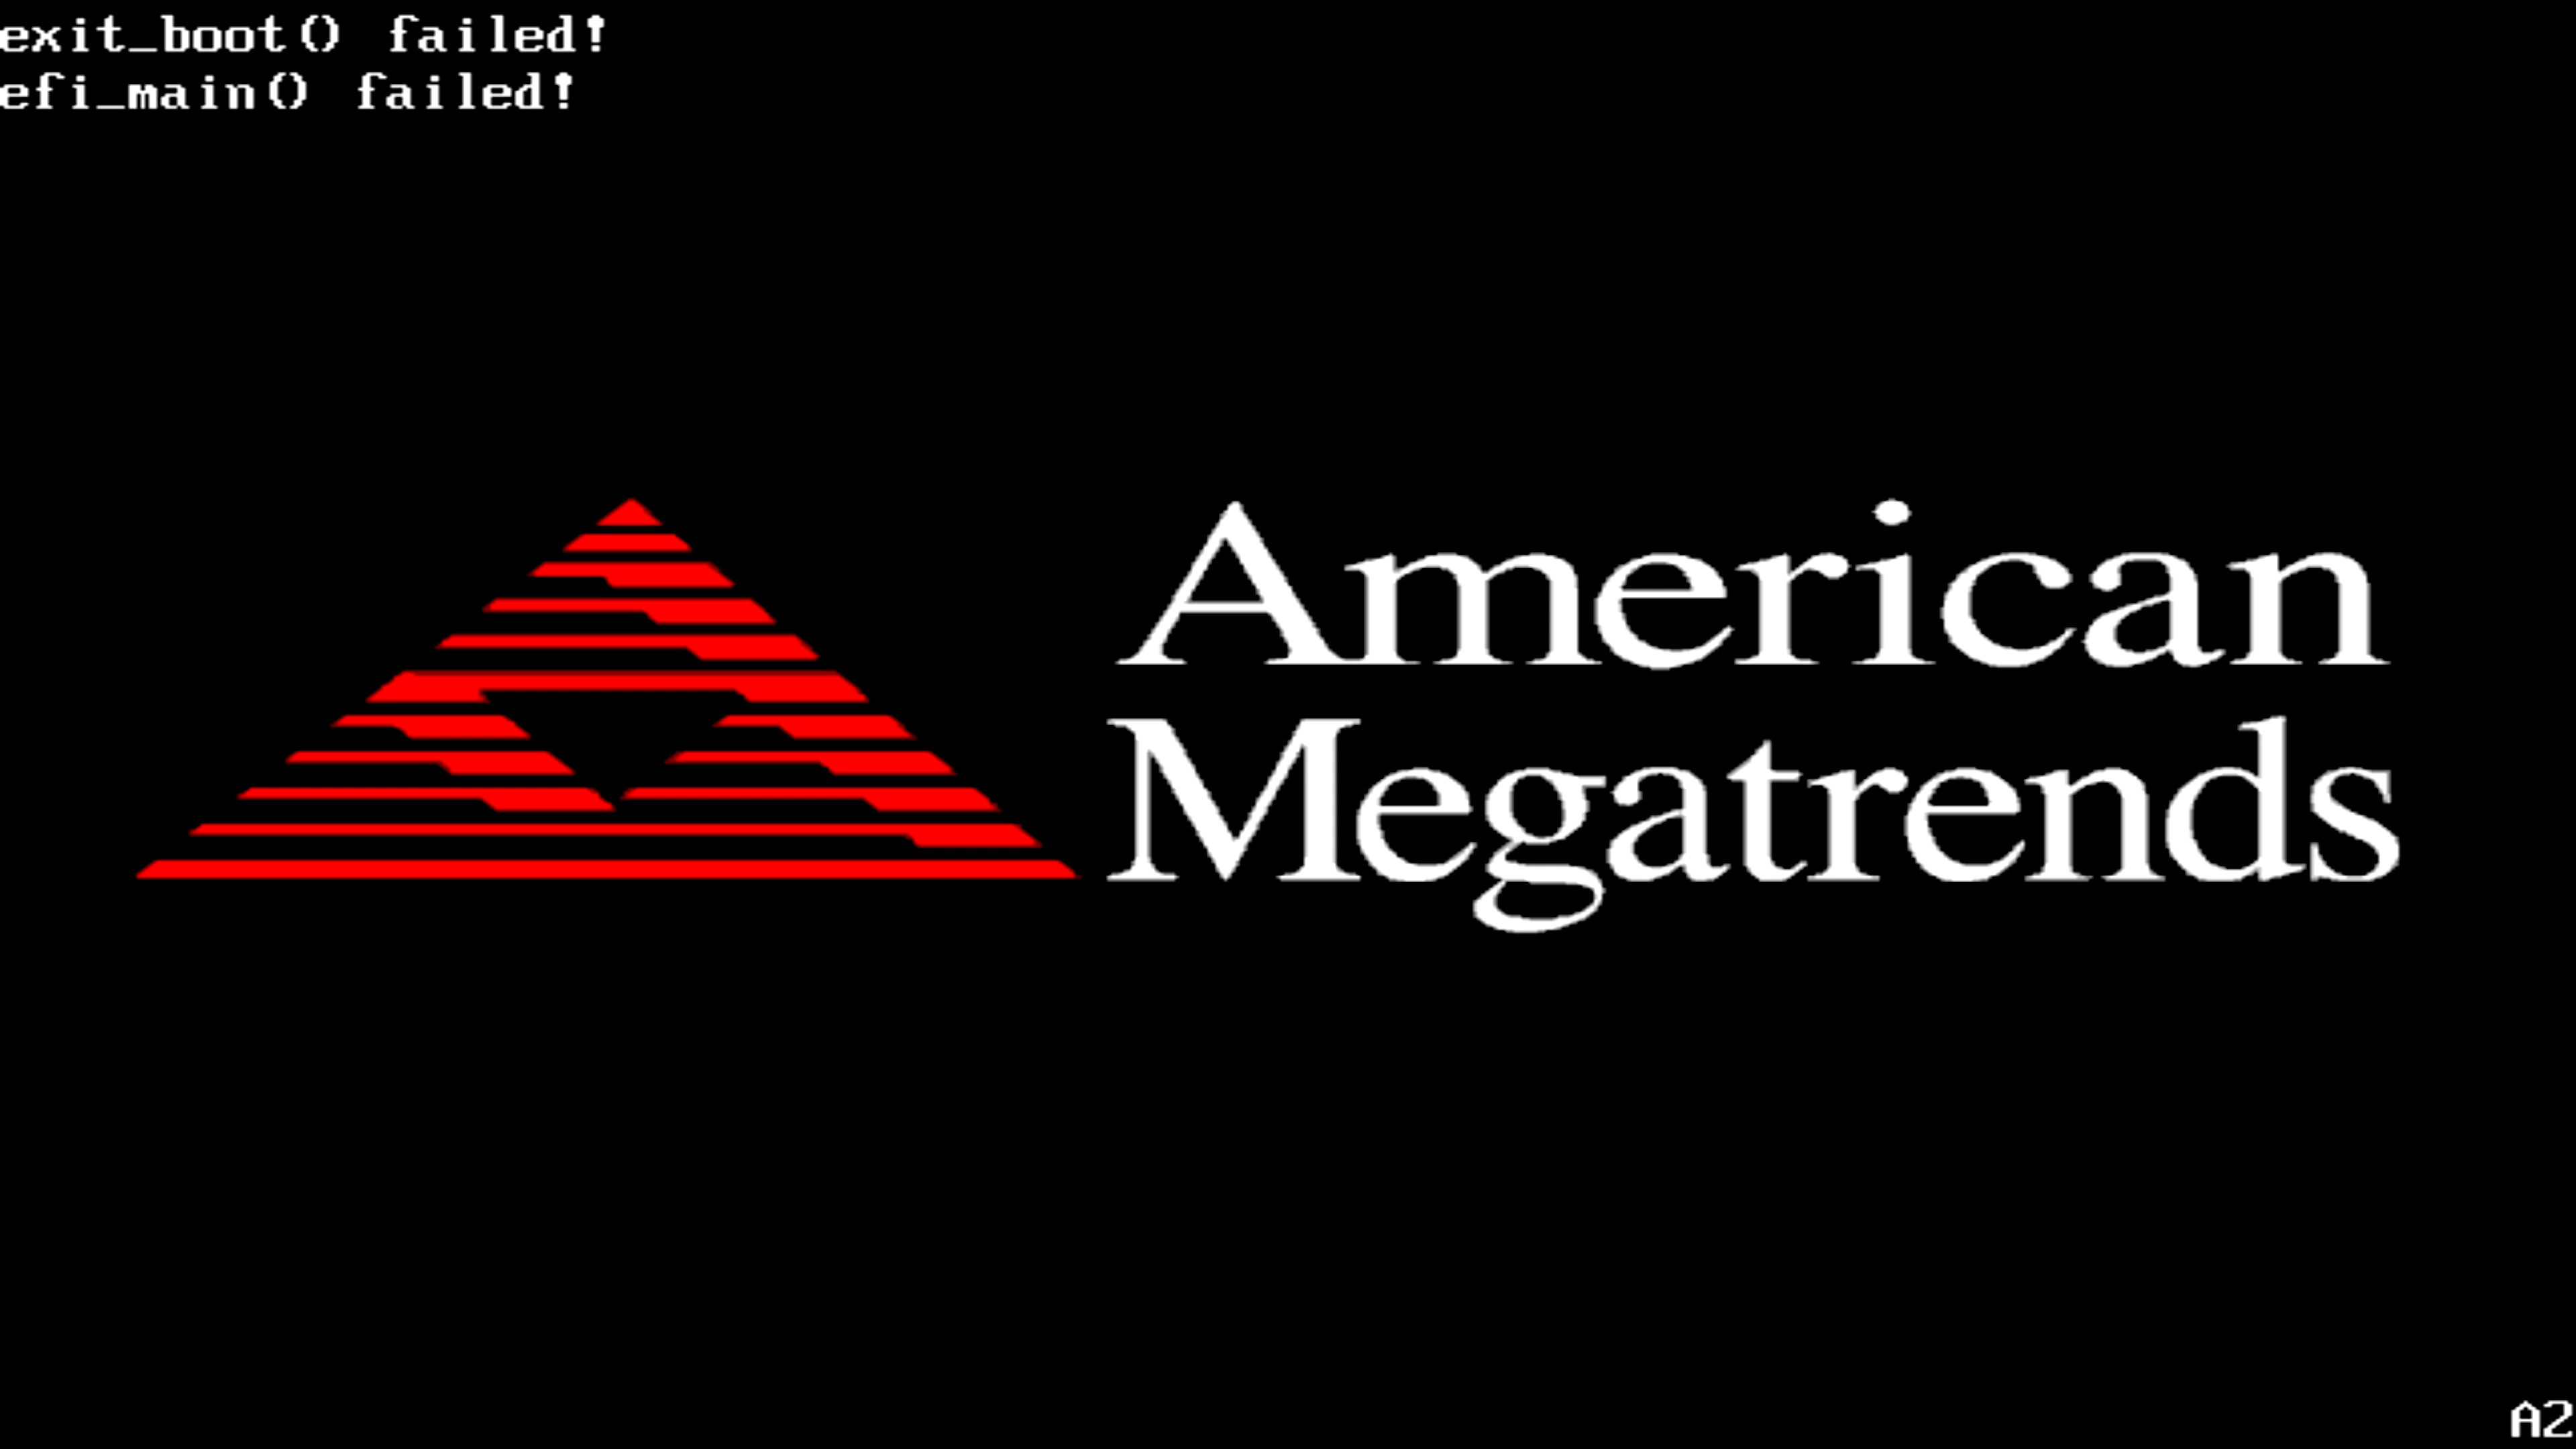 exit_boot() failed!
efi_main() failed!
American
Megatrends
A2